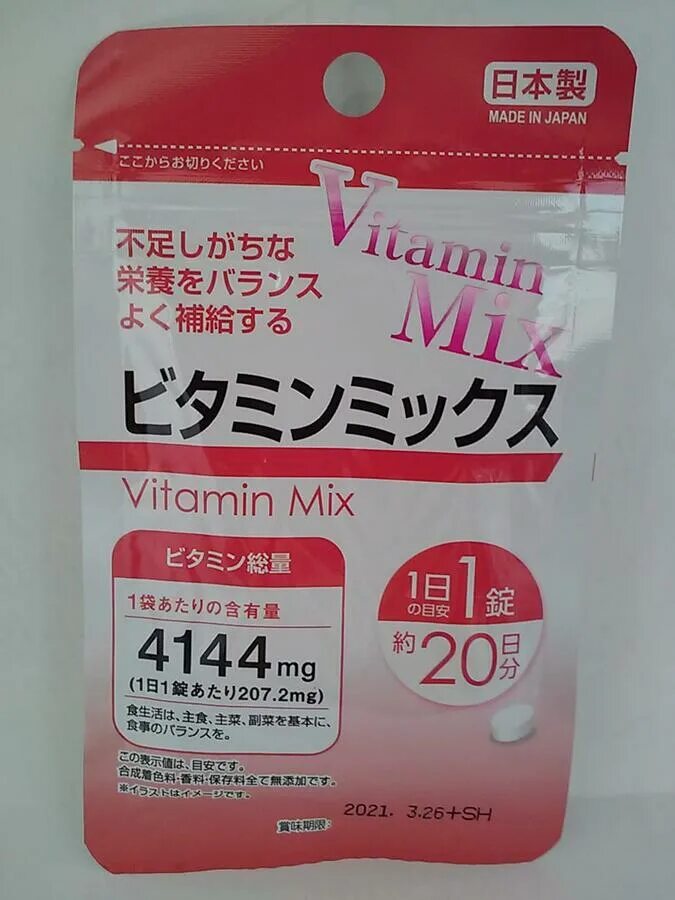 日本製
MADE IN JAPAN
ここからお切りください
Vitamin
Mix
不足しがちな
栄養をバランス
よく補給する
ビタミンミックス
Vitamin Mix
ビタミン総量
1袋あたりの含有量
4144mg
(1日1錠あたり207.2mg)
食生活は、主食、主菜、副菜を基本に、
食事のバランスを。
1日の目安1錠
約20日分
この表示値は、目安です。
合成着色料・香料・保存料全て無添加です。
※イラストはイメージです。
賞味期限: 2021. 3.26+SH